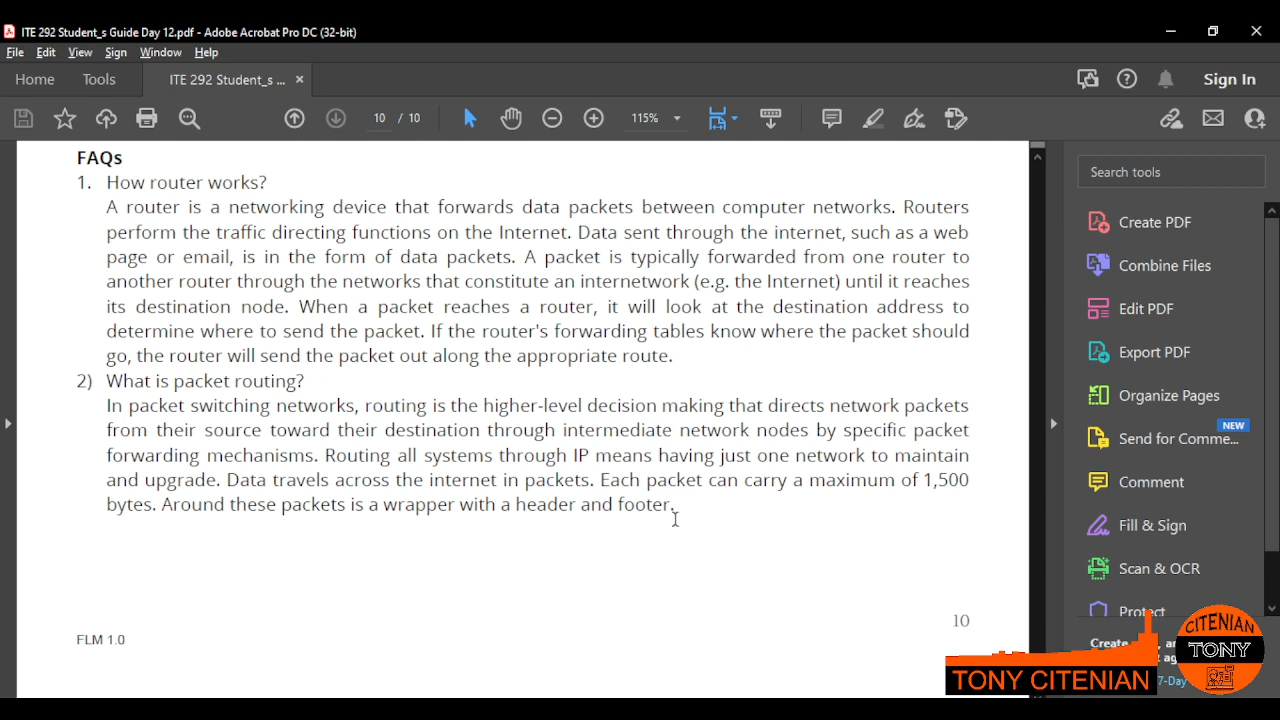 ITE 292 Student_s Guide Day 12.pdf - Adobe Acrobat Pro DC (32-bit)
File Edit View Sign Window Help
Home Tools ITE 292 Student_s ... × Sign In
10 / 10 115%
FAQs
1. How router works?
A router is a networking device that forwards data packets between computer networks. Routers
perform the traffic directing functions on the Internet. Data sent through the internet, such as a web
page or email, is in the form of data packets. A packet is typically forwarded from one router to
another router through the networks that constitute an internetwork (e.g. the Internet) until it reaches
its destination node. When a packet reaches a router, it will look at the destination address to
determine where to send the packet. If the router's forwarding tables know where the packet should
go, the router will send the packet out along the appropriate route.
2) What is packet routing?
In packet switching networks, routing is the higher-level decision making that directs network packets
from their source toward their destination through intermediate network nodes by specific packet
forwarding mechanisms. Routing all systems through IP means having just one network to maintain
and upgrade. Data travels across the internet in packets. Each packet can carry a maximum of 1,500
bytes. Around these packets is a wrapper with a header and footer.
10
FLM 1.0
Search tools
Create PDF
Combine Files
Edit PDF
Export PDF
Organize Pages
NEW
Send for Comme...
Comment
Fill & Sign
Scan & OCR
Protect
Create
7-Day
TONY CITENIAN
CITENIAN
TONY